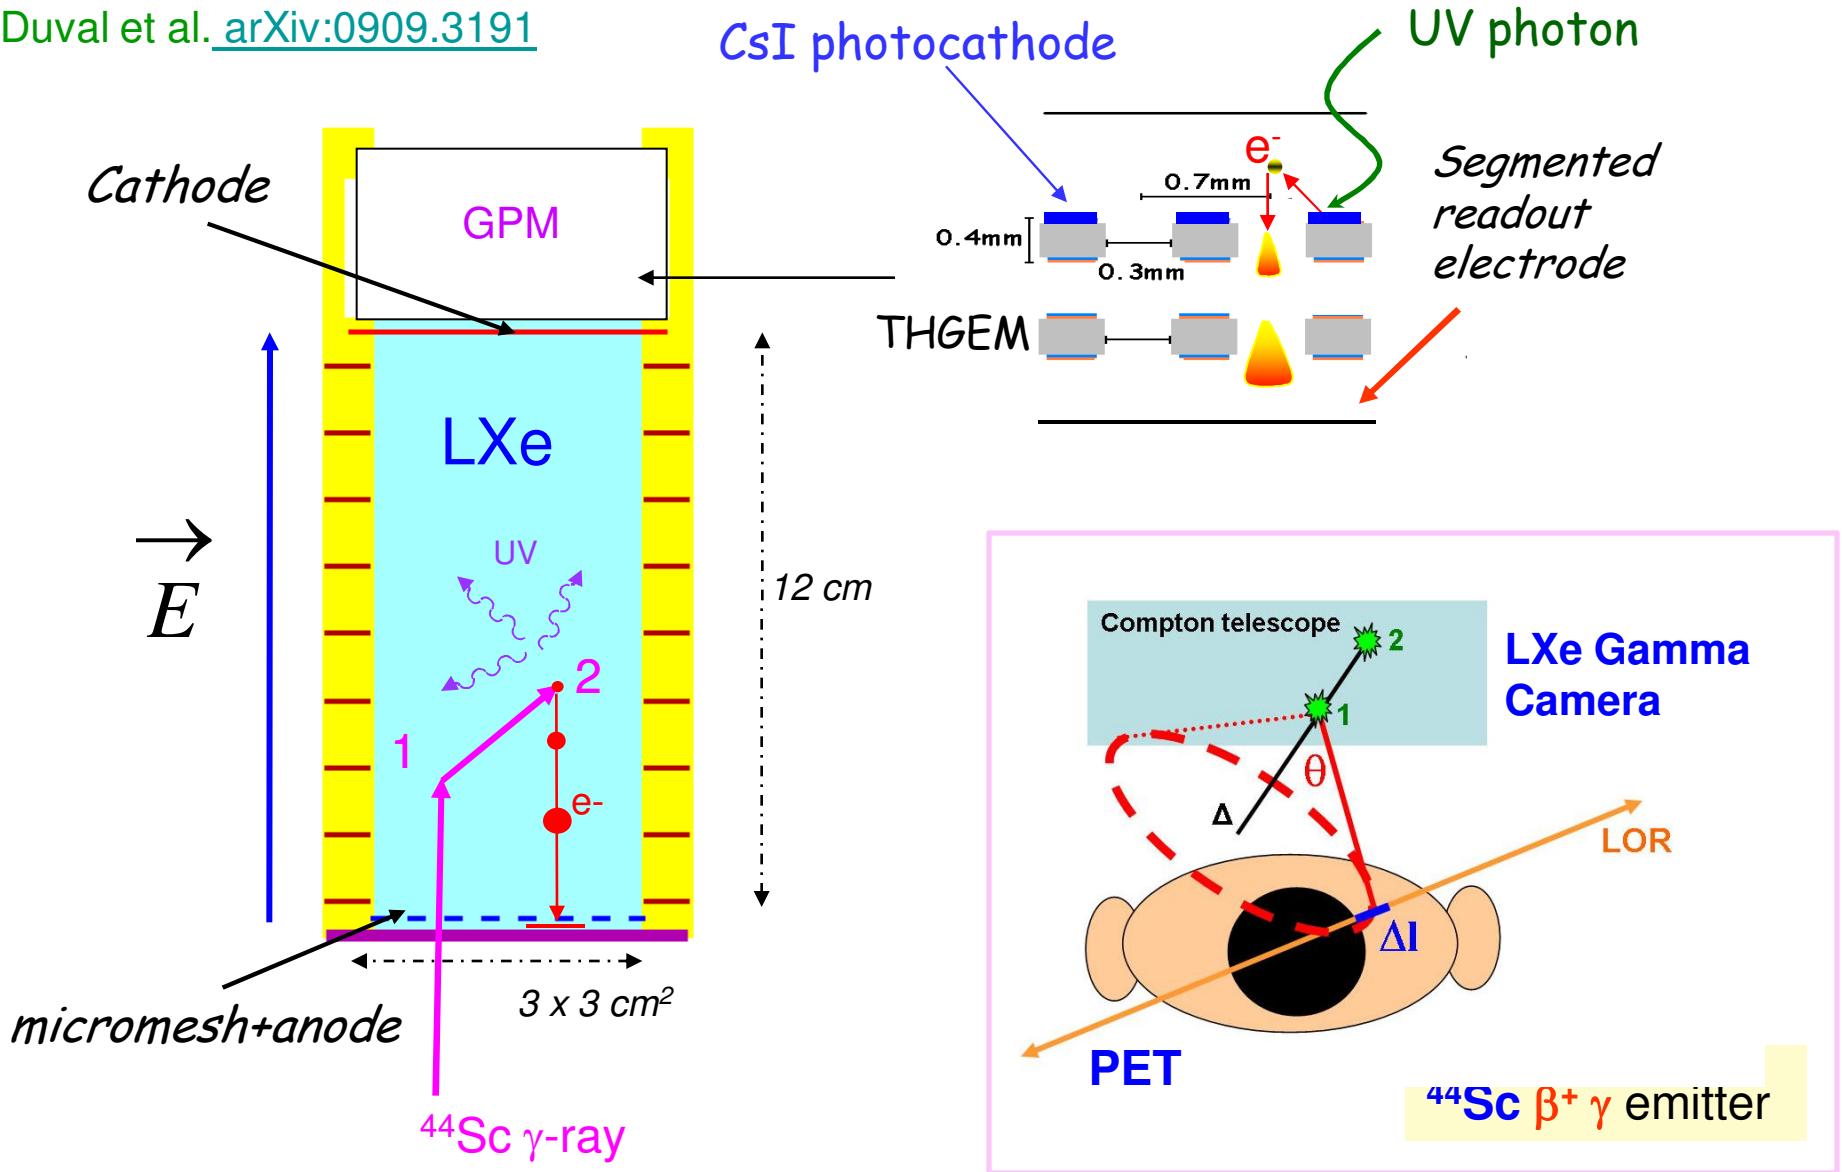 Duval et al. arXiv:0909.3191
CsI photocathode
UV photon
Cathode
GPM
e-
0.7mm
0.4mm
0.3mm
Segmented
readout
electrode
THGEM
LXe
E
UV
12 cm
2
1
e-
3 x 3 cm²
micromesh+anode
⁴⁴Sc γ-ray
Compton telescope
2
1
LXe Gamma
Camera
θ
Δ
LOR
Δl
PET
⁴⁴Sc β⁺ γ emitter